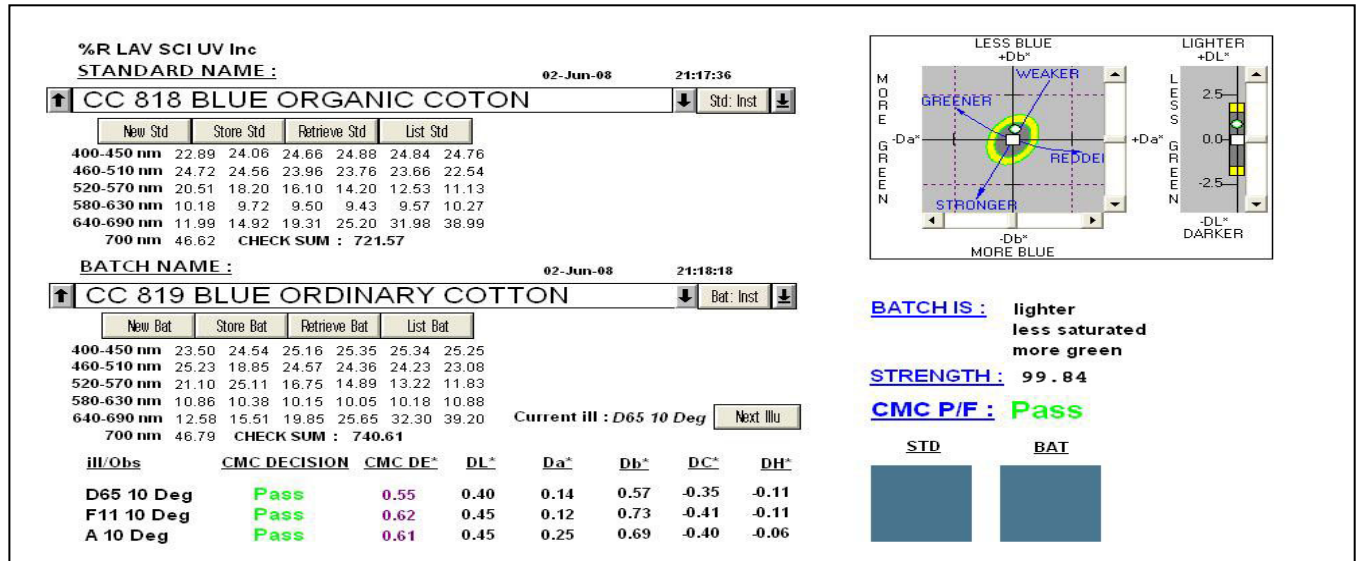 %R LAV SCI UV Inc
STANDARD NAME :
02-Jun-08 21:17:36
CC 818 BLUE ORGANIC COTON Std: Inst
New Std Store Std Retrieve Std List Std
400-450 nm 22.89 24.06 24.66 24.88 24.84 24.76
460-510 nm 24.72 24.56 23.96 23.76 23.66 22.54
520-570 nm 20.51 18.20 16.10 14.20 12.53 11.13
580-630 nm 10.18 9.72 9.50 9.43 9.57 10.27
640-690 nm 11.99 14.92 19.31 25.20 31.98 38.99
700 nm 46.62 CHECK SUM : 721.57
BATCH NAME :
02-Jun-08 21:18:18
CC 819 BLUE ORDINARY COTTON Bat: Inst
New Bat Store Bat Retrieve Bat List Bat
400-450 nm 23.50 24.54 25.16 25.35 25.34 25.25
460-510 nm 25.23 18.85 24.57 24.36 24.23 23.08
520-570 nm 21.10 25.11 16.75 14.89 13.22 11.83
580-630 nm 10.86 10.38 10.15 10.05 10.18 10.88
640-690 nm 12.58 15.51 19.85 25.65 32.30 39.20
Current ill : D65 10 Deg Next Illu
700 nm 46.79 CHECK SUM : 740.61
ill/Obs CMC DECISION CMC DE* DL* Da* Db* DC* DH*
D65 10 Deg Pass 0.55 0.40 0.14 0.57 -0.35 -0.11
F11 10 Deg Pass 0.62 0.45 0.12 0.73 -0.41 -0.11
A 10 Deg Pass 0.61 0.45 0.25 0.69 -0.40 -0.06
LESS BLUE
+Db*
WEAKER
GREENER
MORE GREEN
-Da*
+Da*
REDDEI
STRONGER
-Db*
MORE BLUE
LIGHTER
+DL*
LESS GREEN
2.5
0.0
-2.5
-DL*
DARKER
BATCH IS : lighter
less saturated
more green
STRENGTH : 99.84
CMC P/F : Pass
STD BAT